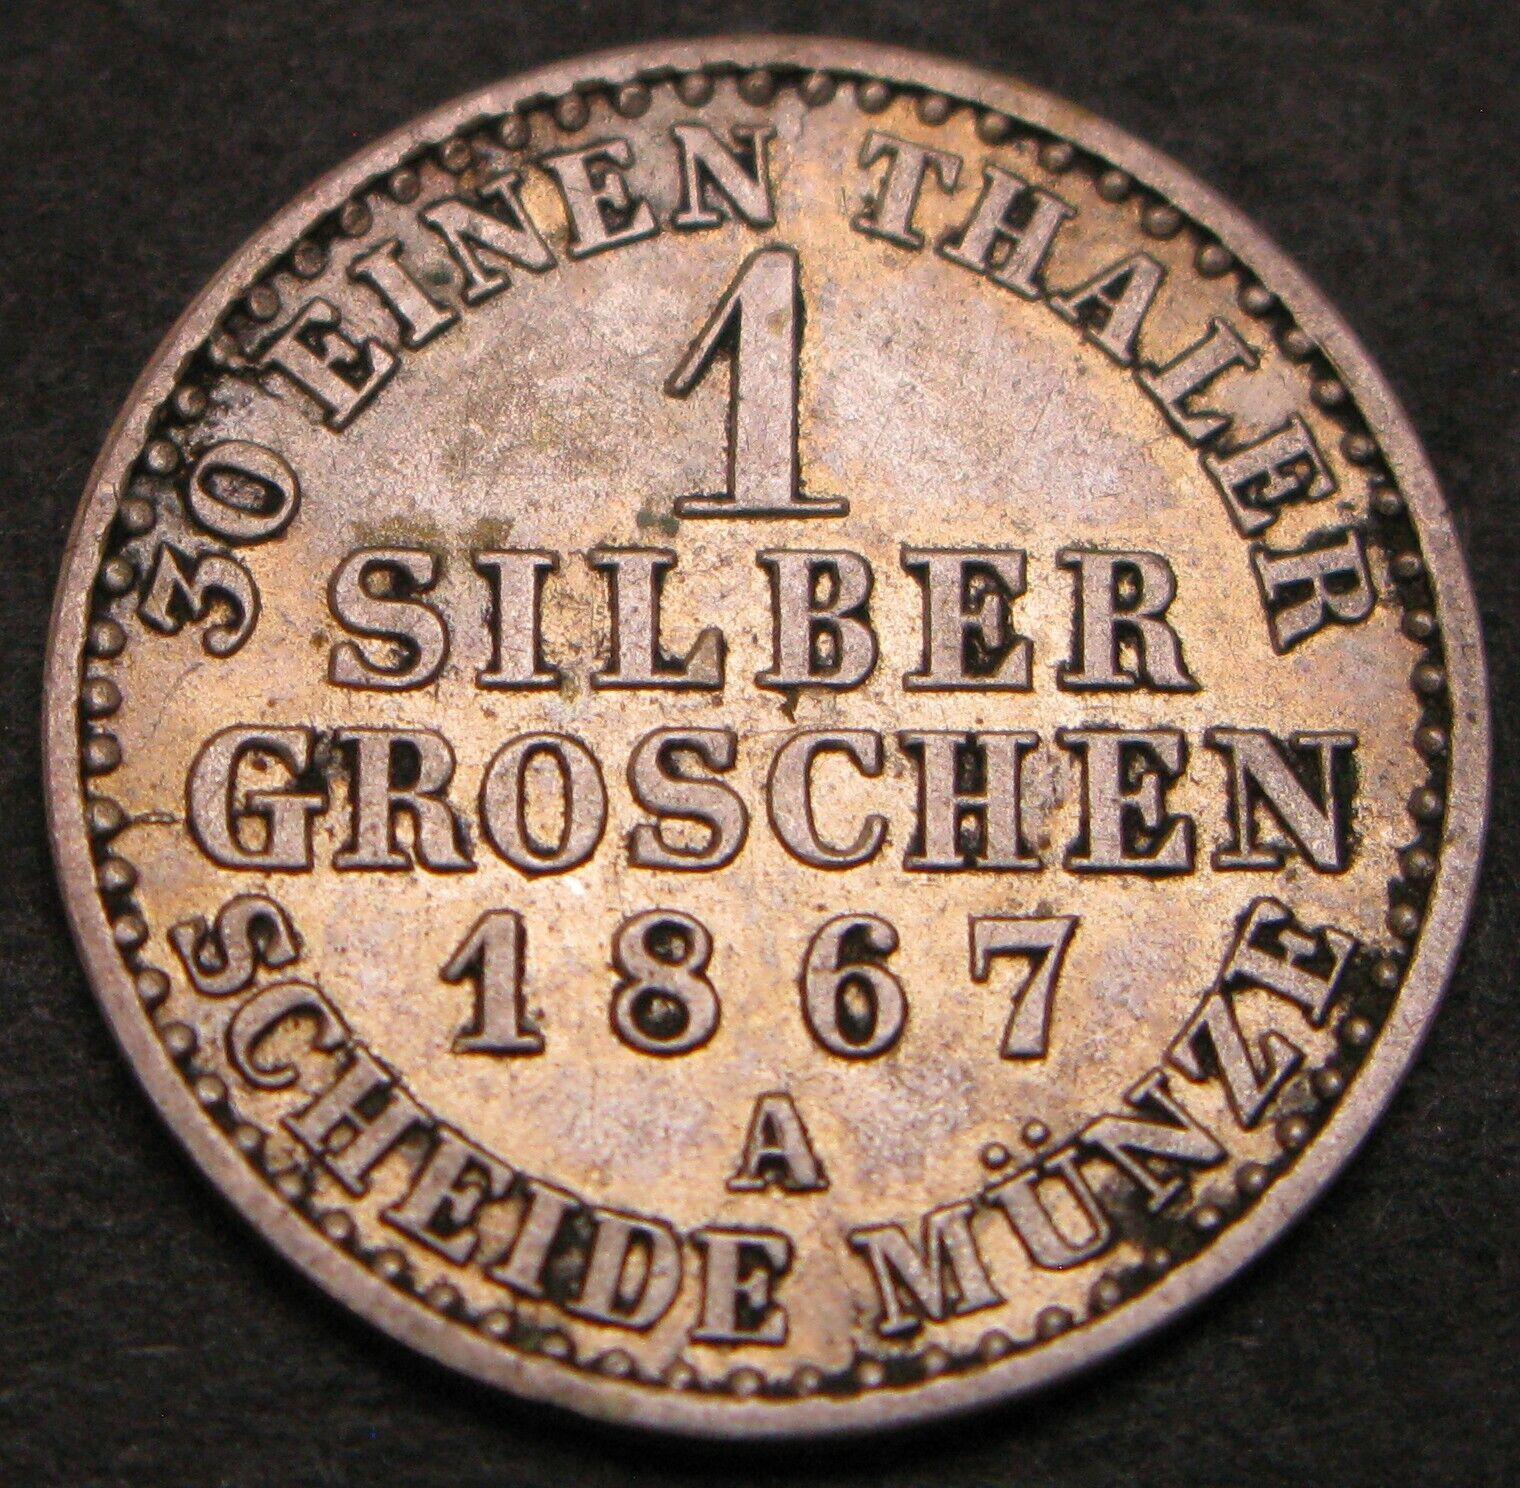 30 EINEN THALER
1
SILBER
GROSCHEN
1867
A
SCHEIDE MÜNZE